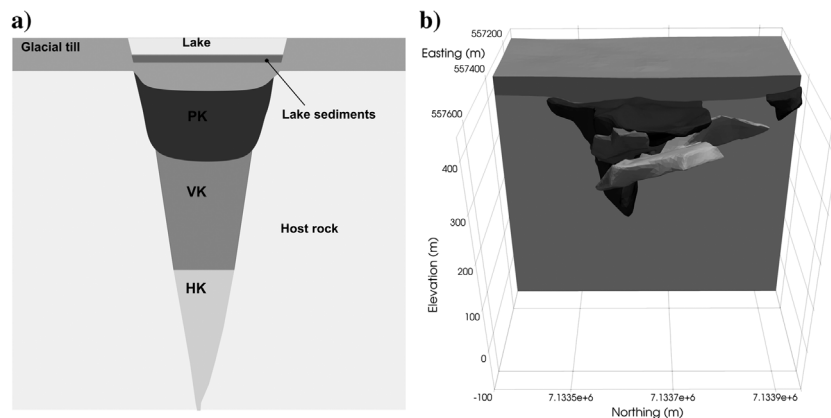 a)
Glacial till
Lake
Lake sediments
PK
VK
Host rock
HK
b)
557200
Easting (m)
557400
557600
400
300
200
100
0
-100
Elevation (m)
7.1335e+6
7.1337e+6
7.1339e+6
Northing (m)